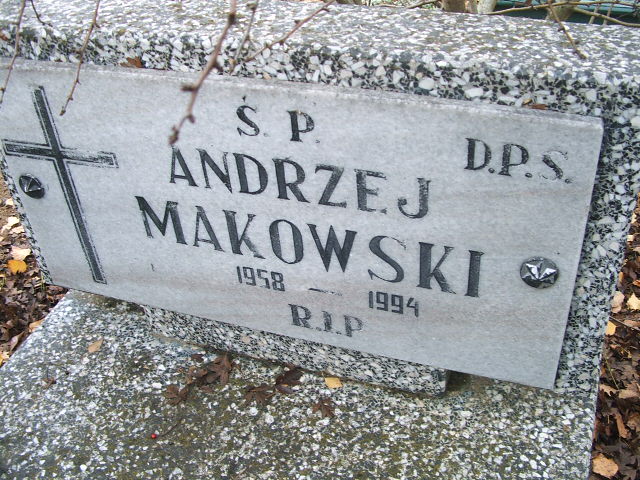 Ś. P.
D.P.S.
ANDRZEJ
MAKOWSKI
1958 – 1994
R.I.P